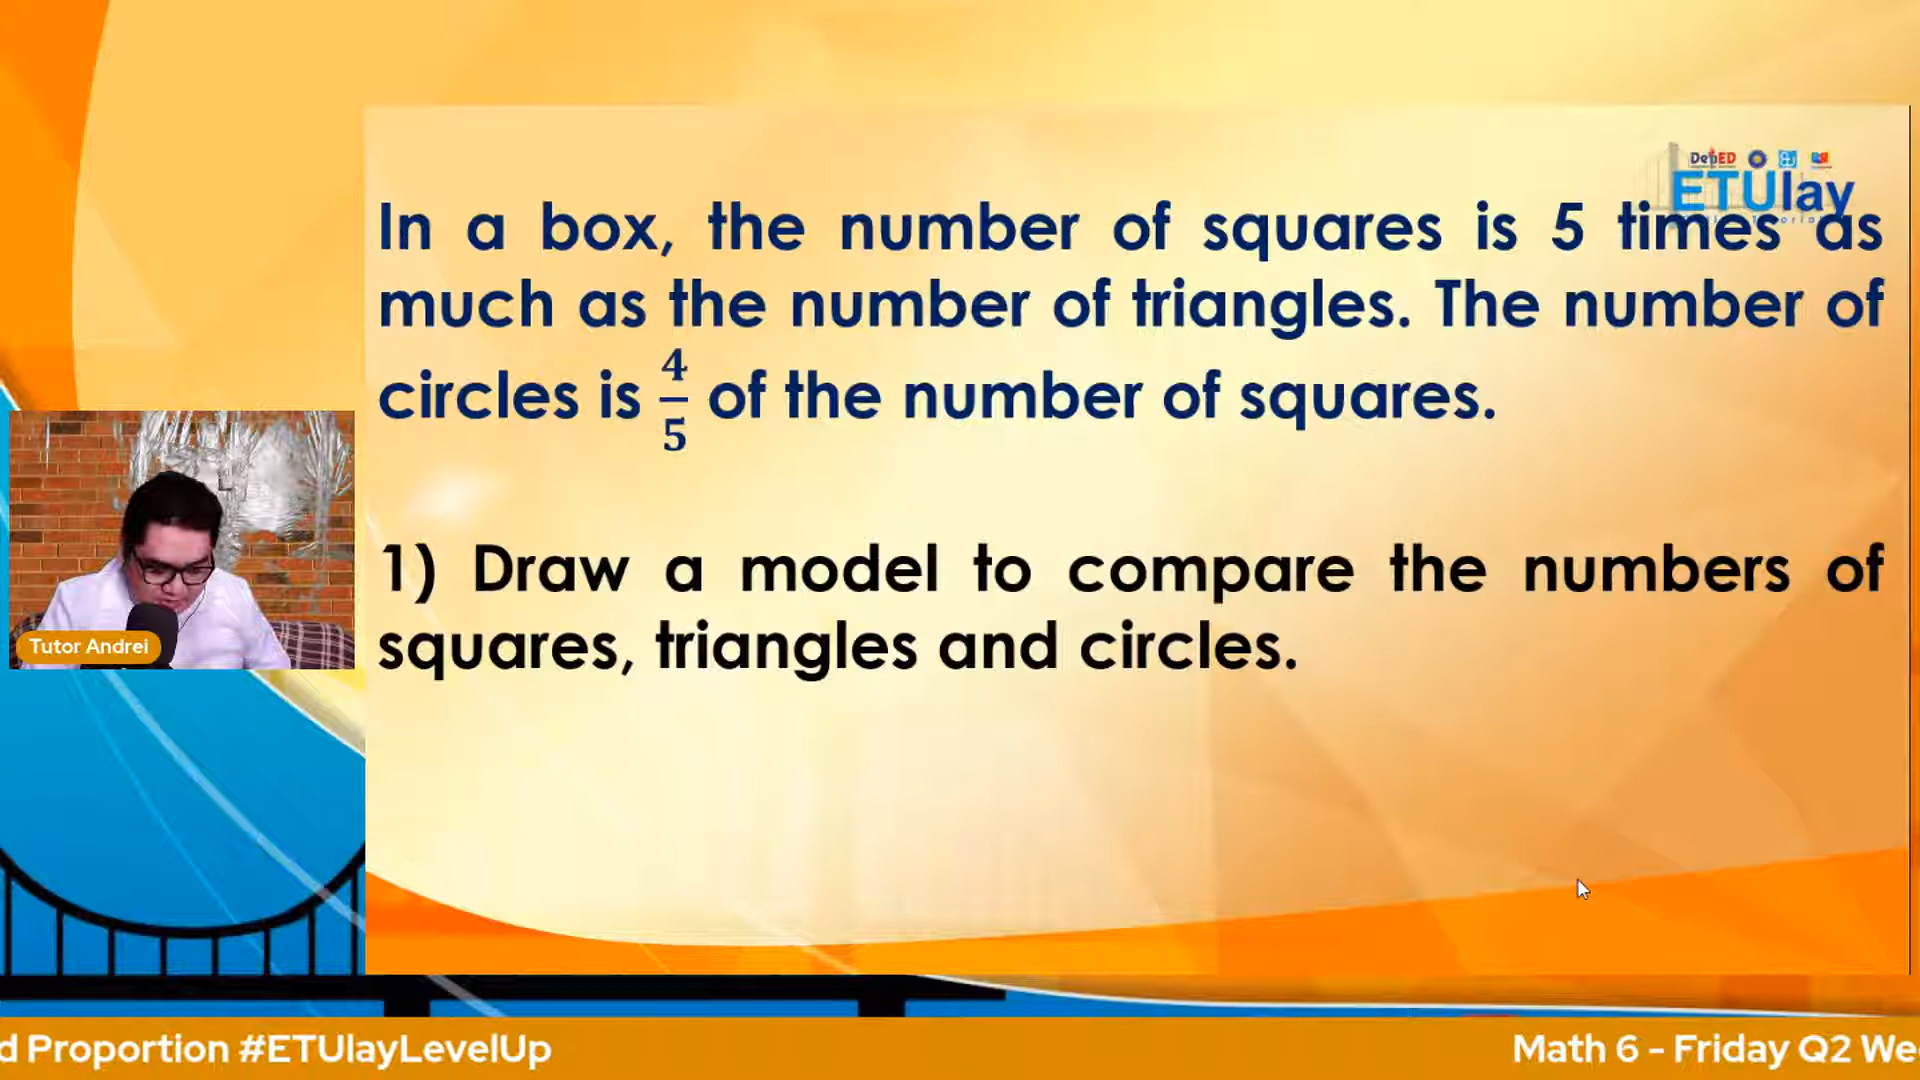 DepED
ETUlay
In a box, the number of squares is 5 times as
much as the number of triangles. The number of
circles is 4/5 of the number of squares.
1) Draw a model to compare the numbers of
squares, triangles and circles.
Tutor Andrei
d Proportion #ETUlayLevelUp
Math 6 - Friday Q2 We